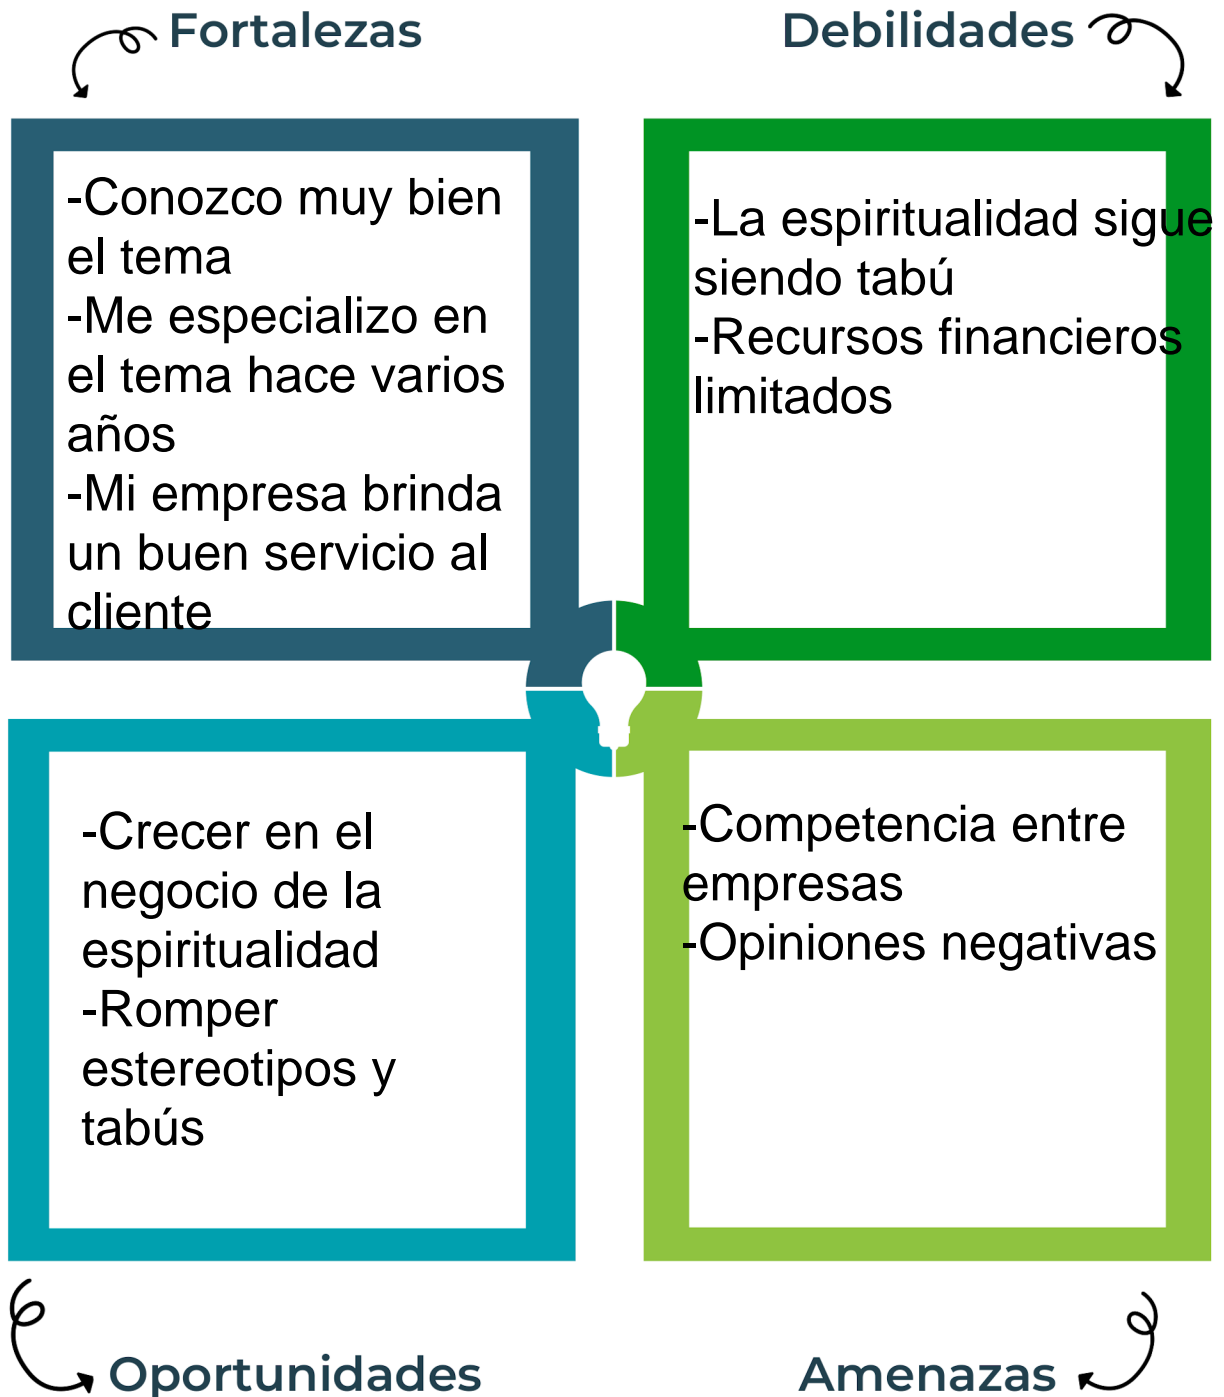 Fortalezas
-Conozco muy bien
el tema
-Me especializo en
el tema hace varios
años
-Mi empresa brinda
un buen servicio al
cliente
Debilidades
-La espiritualidad sigue
siendo tabú
-Recursos financieros
limitados
-Crecer en el
negocio de la
espiritualidad
-Romper
estereotipos y
tabús
Oportunidades
-Competencia entre
empresas
-Opiniones negativas
Amenazas